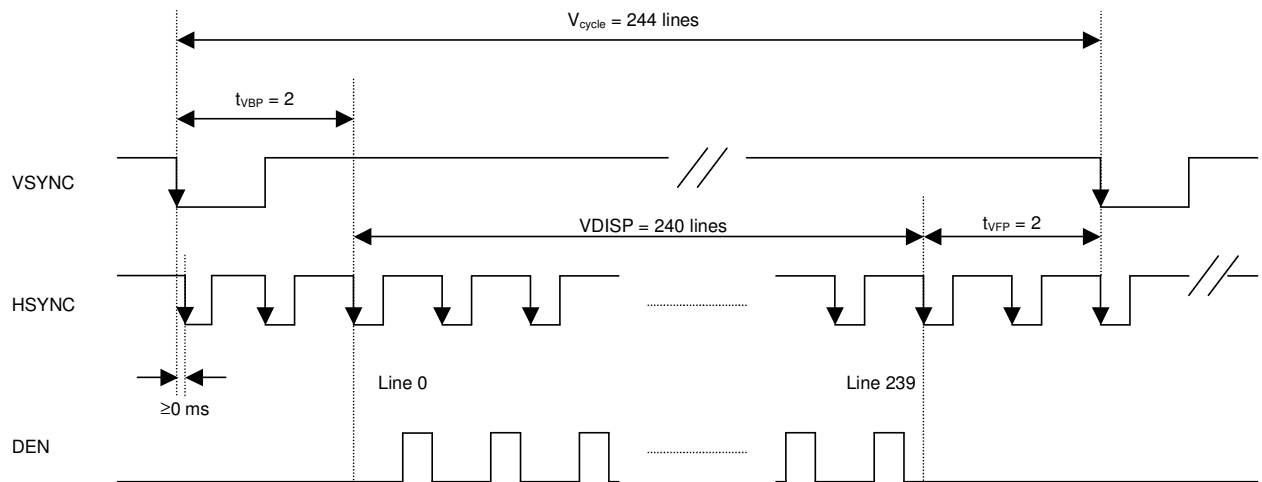 Vcycle = 244 lines
tVBP = 2
VSYNC
VDISP = 240 lines
tVFP = 2
HSYNC
Line 0
Line 239
≥0 ms
DEN